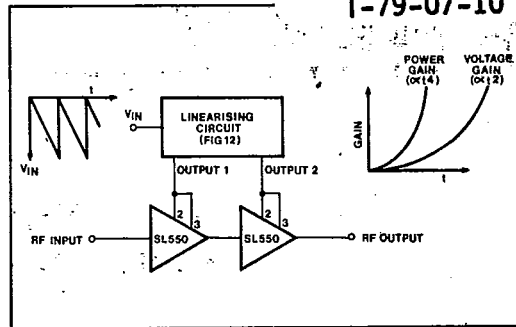 T-79-07-10
POWER GAIN (∝t4)
VOLTAGE GAIN (∝t2)
t
VIN
VIN
LINEARISING
CIRCUIT
(FIG 12)
GAIN
t
OUTPUT 1
OUTPUT 2
2
3
2
3
RF INPUT
SL550
SL550
RF OUTPUT